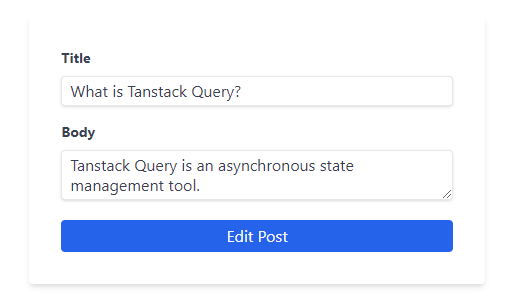 Title
What is Tanstack Query?
Body
Tanstack Query is an asynchronous state
management tool.
Edit Post